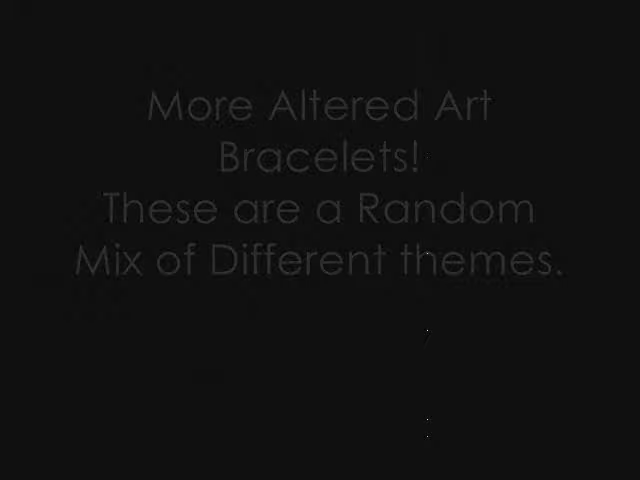 More Altered Art
Bracelets!
These are a Random
Mix of Different themes.